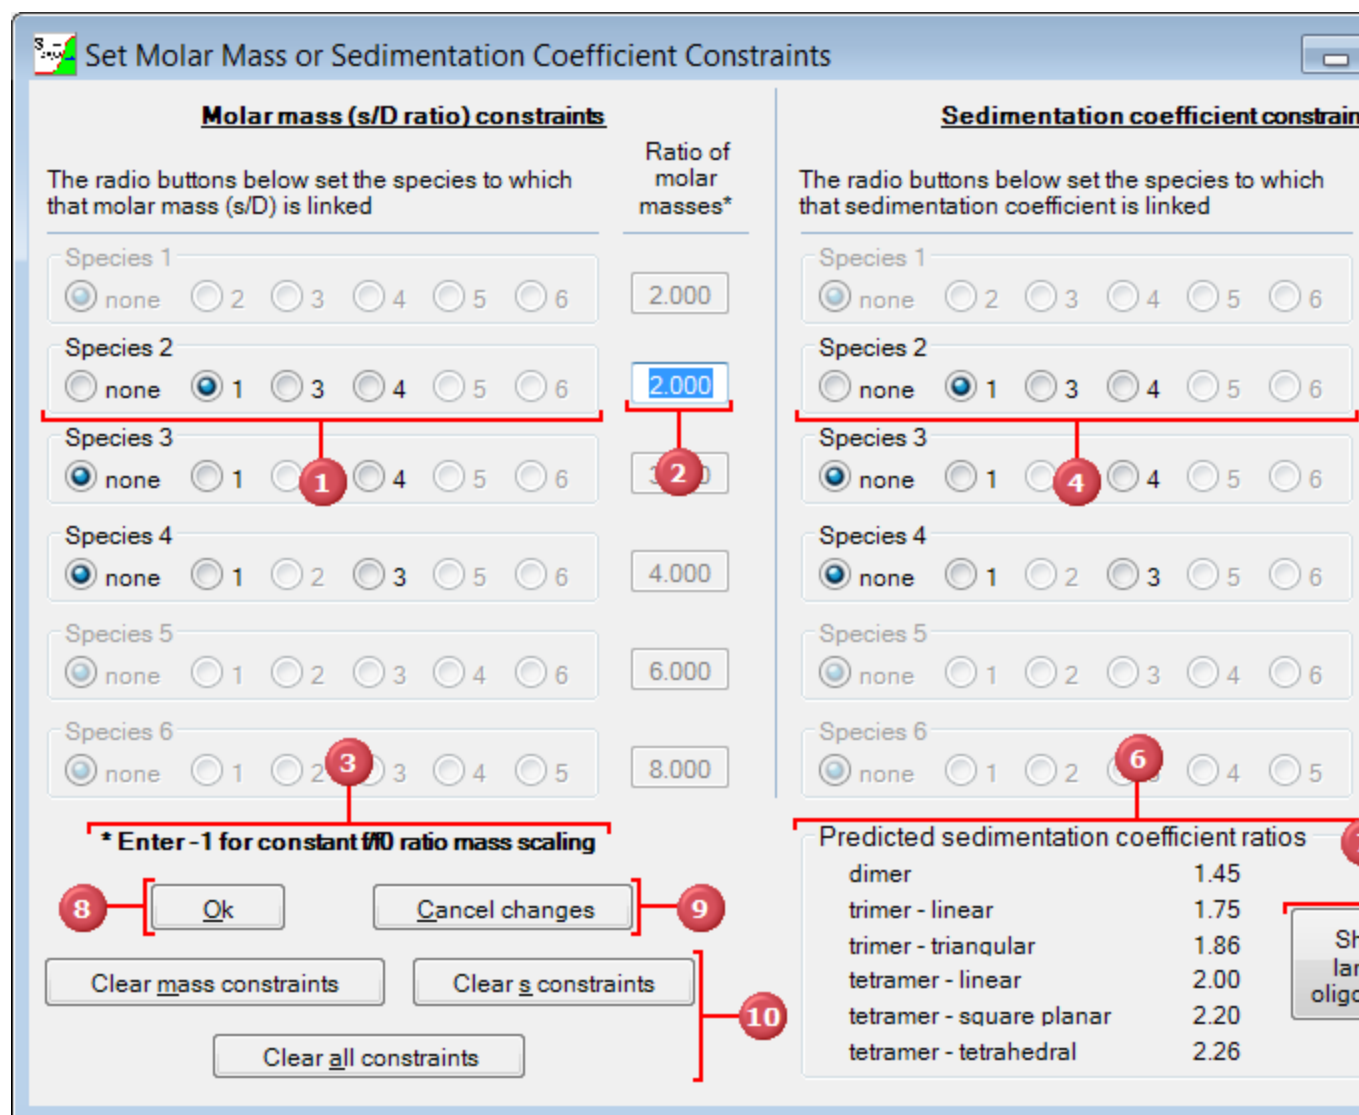 Set Molar Mass or Sedimentation Coefficient Constraints
Molar mass (s/D ratio) constraints
The radio buttons below set the species to which
that molar mass (s/D) is linked
Ratio of
molar
masses*
Species 1
none 2 3 4 5 6
2.000
Species 2
none 1 3 4 5 6
2.000
1
2
Species 3
none 1 4 5 6
Species 4
none 1 2 3 5 6
4.000
Species 5
none 1 2 3 4 6
6.000
Species 6
none 1 2 3 4 5
8.000
3
* Enter -1 for constant f/f0 ratio mass scaling
8
Ok
Cancel changes
9
Clear mass constraints
Clear s constraints
10
Clear all constraints
Sedimentation coefficient
The radio buttons below set the species to which
that sedimentation coefficient is linked
Species 1
none 2 3 4 5 6
Species 2
none 1 3 4 5 6
4
Species 3
none 1 4 5 6
Species 4
none 1 2 3 5 6
Species 5
none 1 2 3 4 6
Species 6
none 1 2 4 5
6
Predicted sedimentation coefficient ratios
dimer 1.45
trimer - linear 1.75
trimer - triangular 1.86
tetramer - linear 2.00
tetramer - square planar 2.20
tetramer - tetrahedral 2.26